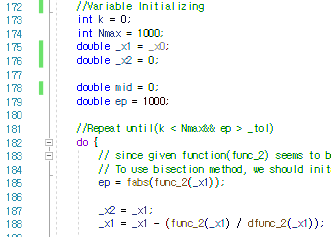 172 //Variable Initializing
173 int k = 0;
174 int Nmax = 1000;
175 double _x1 = _x0;
176 double _x2 = 0;
177
178 double mid = 0;
179 double ep = 1000;
180
181 //Repeat until(k < Nmax&& ep > _tol)
182 do {
183 // since given function(func_2) seems to b
184 // To use bisection method, we should init
185 ep = fabs(func_2(_x1));
186
187 _x2 = _x1;
188 _x1 = _x1 - (func_2(_x1) / dfunc_2(_x1));